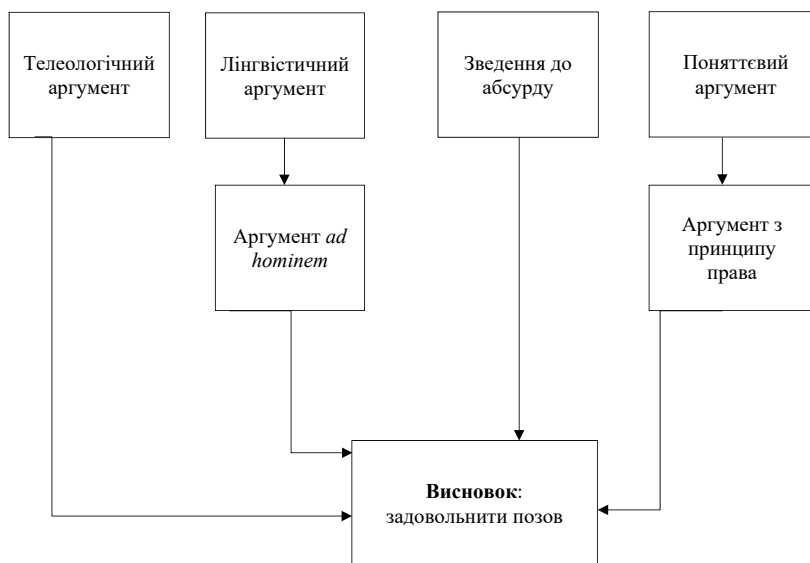 Телеологічний
аргумент
Лінгвістичний
аргумент
Зведення до
абсурду
Поняттєвий
аргумент
Аргумент ad
hominem
Аргумент з
принципу
права
Висновок:
задовольнити позов